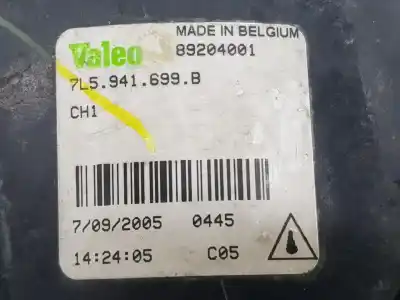 Valeo
MADE IN BELGIUM
89204001
7L5.941.699.B
CH1
7/09/2005 0445
14:24:05 C05